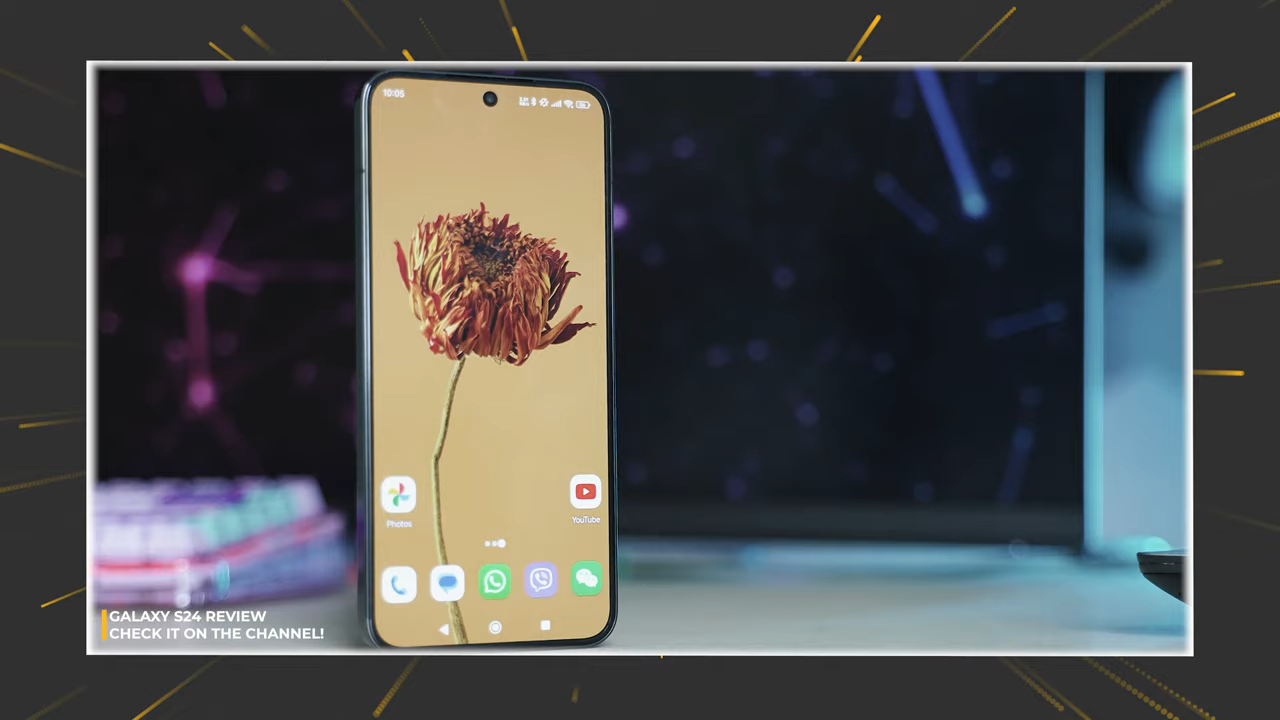 10:05
Photos
YouTube
GALAXY S24 REVIEW
CHECK IT ON THE CHANNEL!